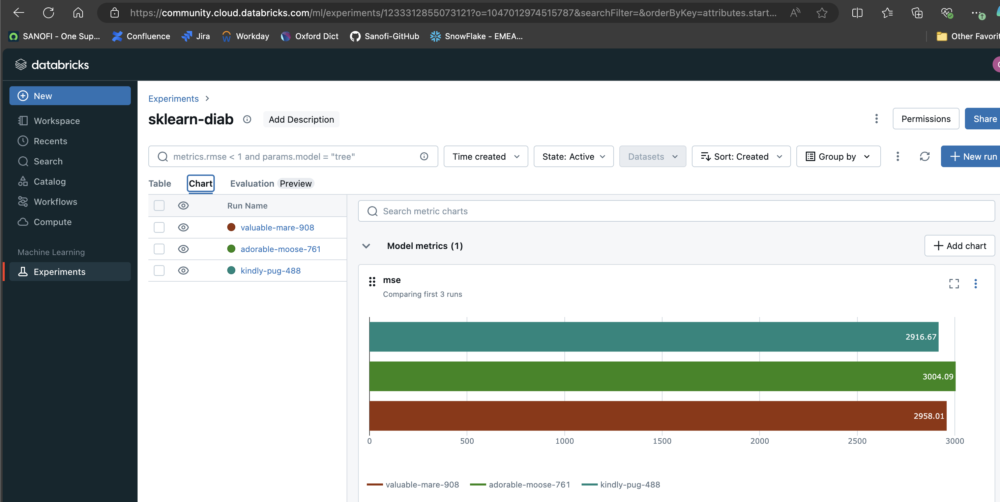 https://community.cloud.databricks.com/ml/experiments/1233312855073121?o=1047012974515787&searchFilter=&orderByKey=attributes.start...
SANOFI - One Sup... Confluence Jira Workday Oxford Dict Sanofi-GitHub SnowFlake - EMEA... Other Favorit
databricks
New
Workspace
Recents
Search
Catalog
Workflows
Compute
Machine Learning
Experiments
Experiments >
sklearn-diab Add Description Permissions Share
metrics.rmse < 1 and params.model = "tree" Time created State: Active Datasets Sort: Created Group by New run
Table Chart Evaluation Preview
Run Name
valuable-mare-908
adorable-moose-761
kindly-pug-488
Search metric charts
Model metrics (1) Add chart
mse
Comparing first 3 runs
2916.67
3004.09
2958.01
0 500 1000 1500 2000 2500 3000
valuable-mare-908 adorable-moose-761 kindly-pug-488